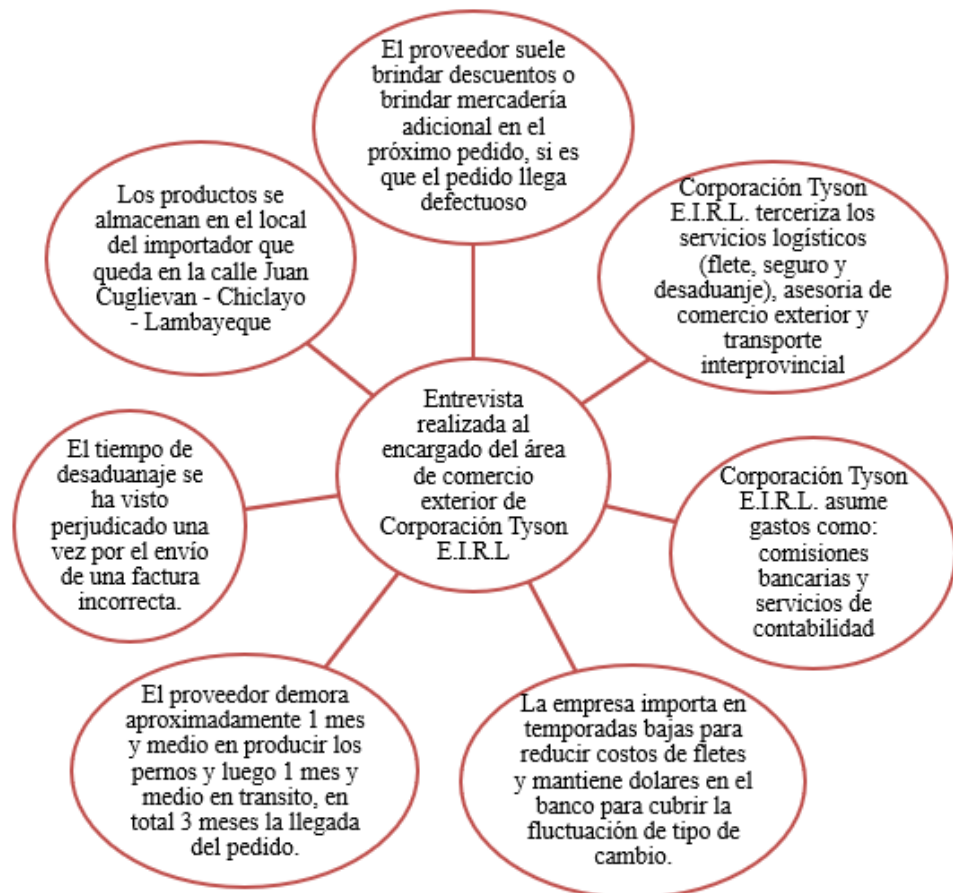 El proveedor suele
brindar descuentos o
brindar mercadería
adicional en el
próximo pedido, si es
que el pedido llega
defectuoso
Corporación Tyson
E.I.R.L. terceriza los
servicios logísticos
(flete, seguro y
desaduanje), asesoria de
comercio exterior y
transporte
interprovincial
Corporación Tyson
E.I.R.L. asume
gastos como:
comisiones
bancarias y
servicios de
contabilidad
La empresa importa en
temporadas bajas para
reducir costos de fletes
y mantiene dolares en el
banco para cubrir la
fluctuación de tipo de
cambio.
El proveedor demora
aproximadamente 1 mes
y medio en producir los
pernos y luego 1 mes y
medio en transito, en
total 3 meses la llegada
del pedido.
El tiempo de
desaduanaje se
ha visto
perjudicado una
vez por el envío
de una factura
incorrecta.
Los productos se
almacenan en el local
del importador que
queda en la calle Juan
Cuglievan - Chiclayo
- Lambayeque
Entrevista
realizada al
encargado del área
de comercio
exterior de
Corporación Tyson
E.I.R.L